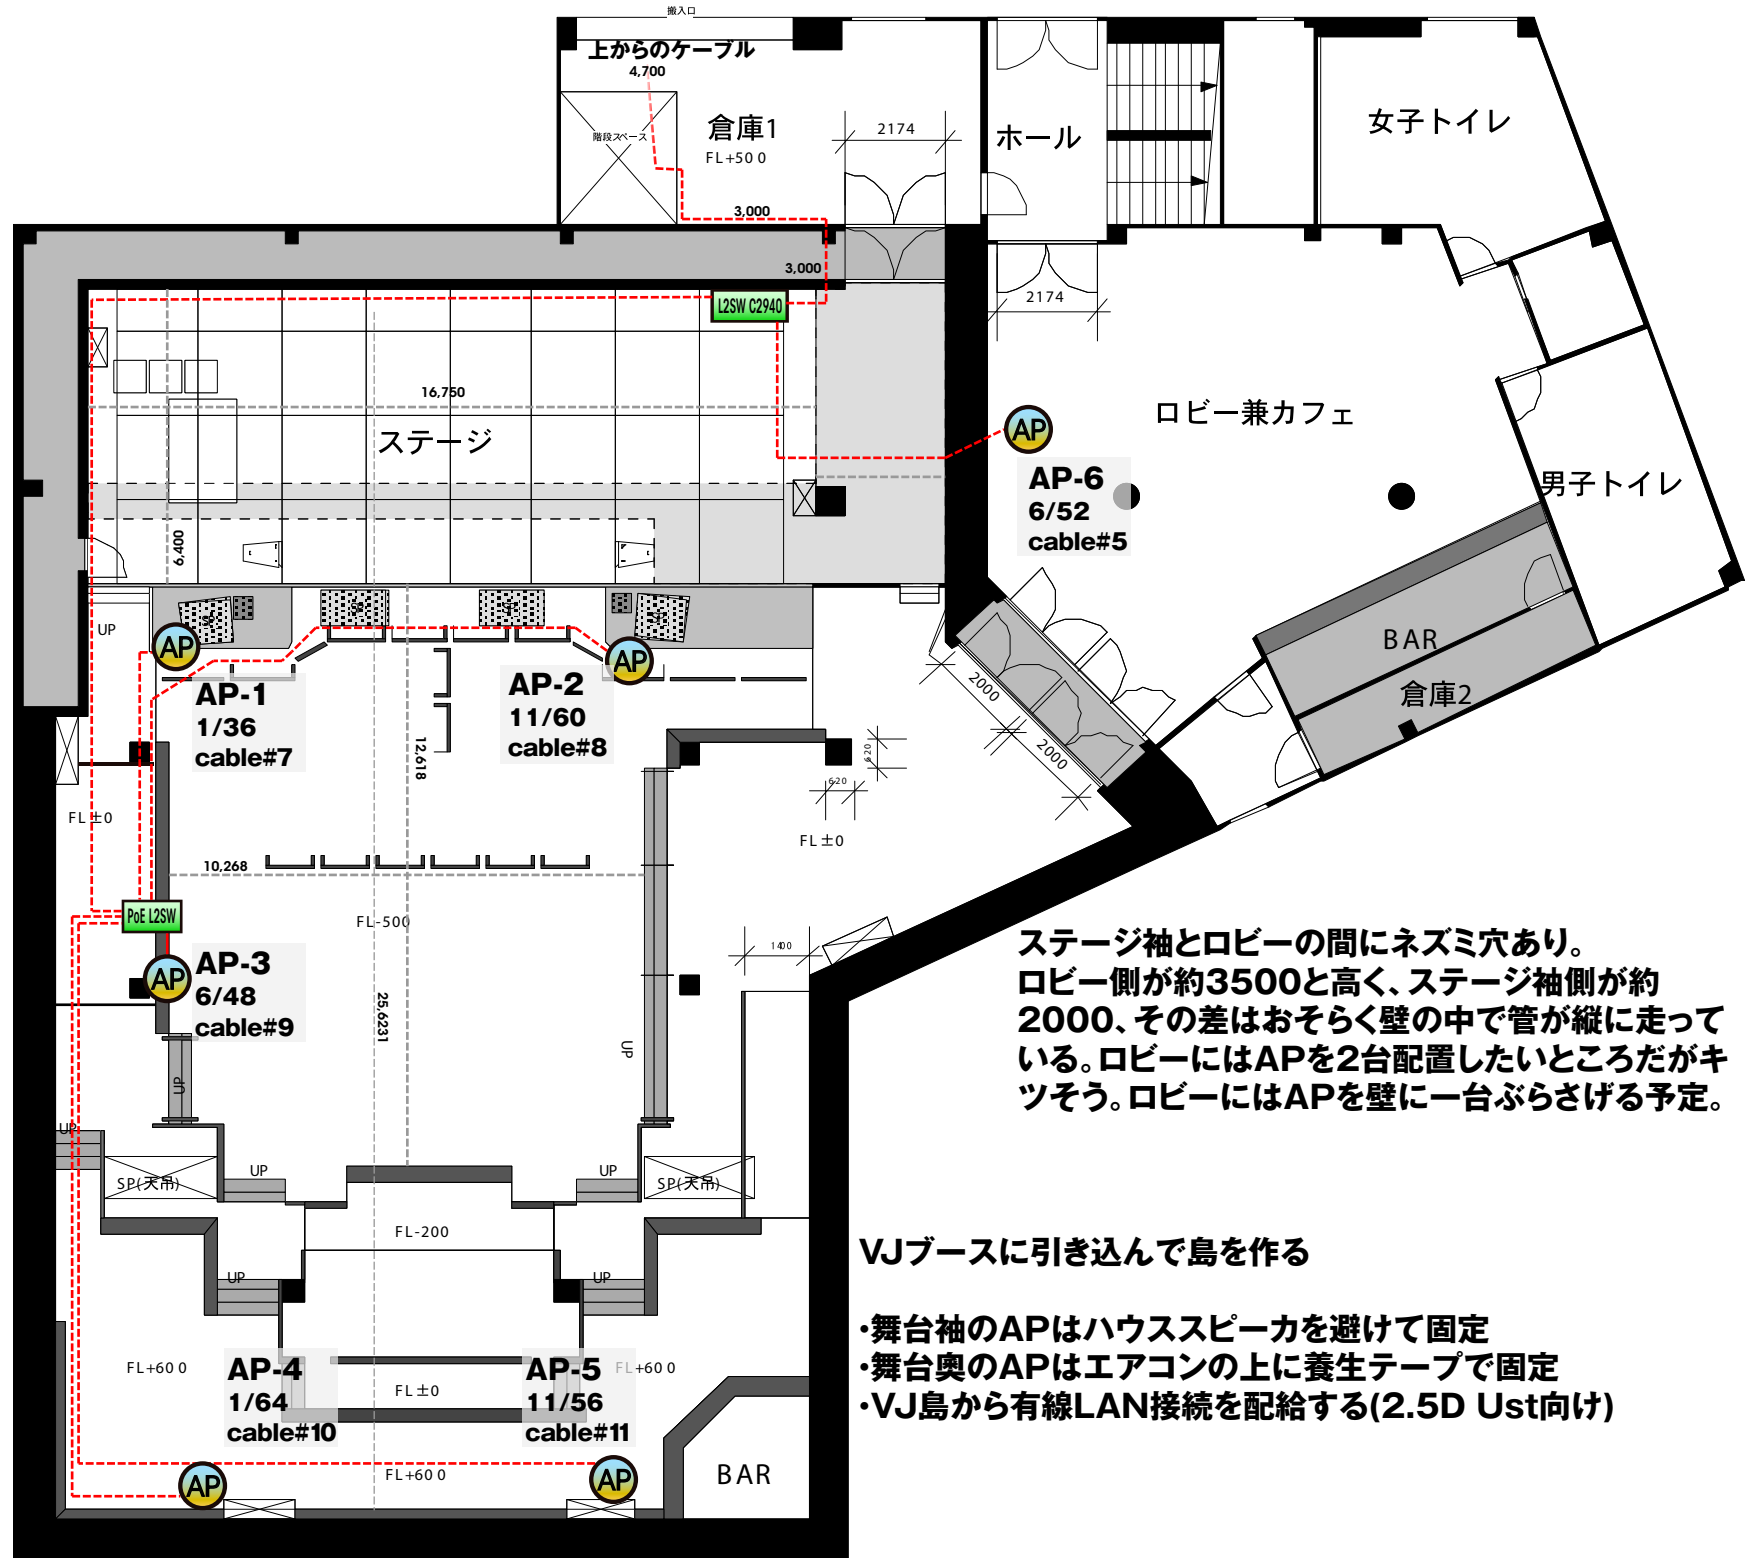 搬入口
上からのケーブル
4,700
階段スペース
倉庫1
FL+500
2174
ホール
女子トイレ
3,000
3,000
L2SW C2940
2174
16,750
ステージ
ロビー兼カフェ
AP
AP-6
6/52
cable#5
男子トイレ
6,400
UP
SP
SP
SP
SP
AP
AP
AP-1
1/36
cable#7
AP-2
11/60
cable#8
12,618
2000
2000
BAR
倉庫2
620
620
FL±0
FL±0
10,268
FL-500
PoE L2SW
1400
AP
AP-3
6/48
cable#9
25,6231
UP
UP
UP
ステージ袖とロビーの間にネズミ穴あり。
ロビー側が約3500と高く、ステージ袖側が約
2000、その差はおそらく壁の中で管が縦に走って
いる。ロビーにはAPを2台配置したいところだがキ
ツそう。ロビーにはAPを壁に一台ぶらさげる予定。
SP(天吊)
UP
UP
SP(天吊)
FL-200
UP
UP
VJブースに引き込んで島を作る
・舞台袖のAPはハウススピーカを避けて固定
・舞台奥のAPはエアコンの上に養生テープで固定
・VJ島から有線LAN接続を配給する(2.5D Ust向け)
FL+600
AP-4
1/64
cable#10
FL±0
AP-5
11/56
cable#11
FL+600
FL+600
AP
AP
BAR